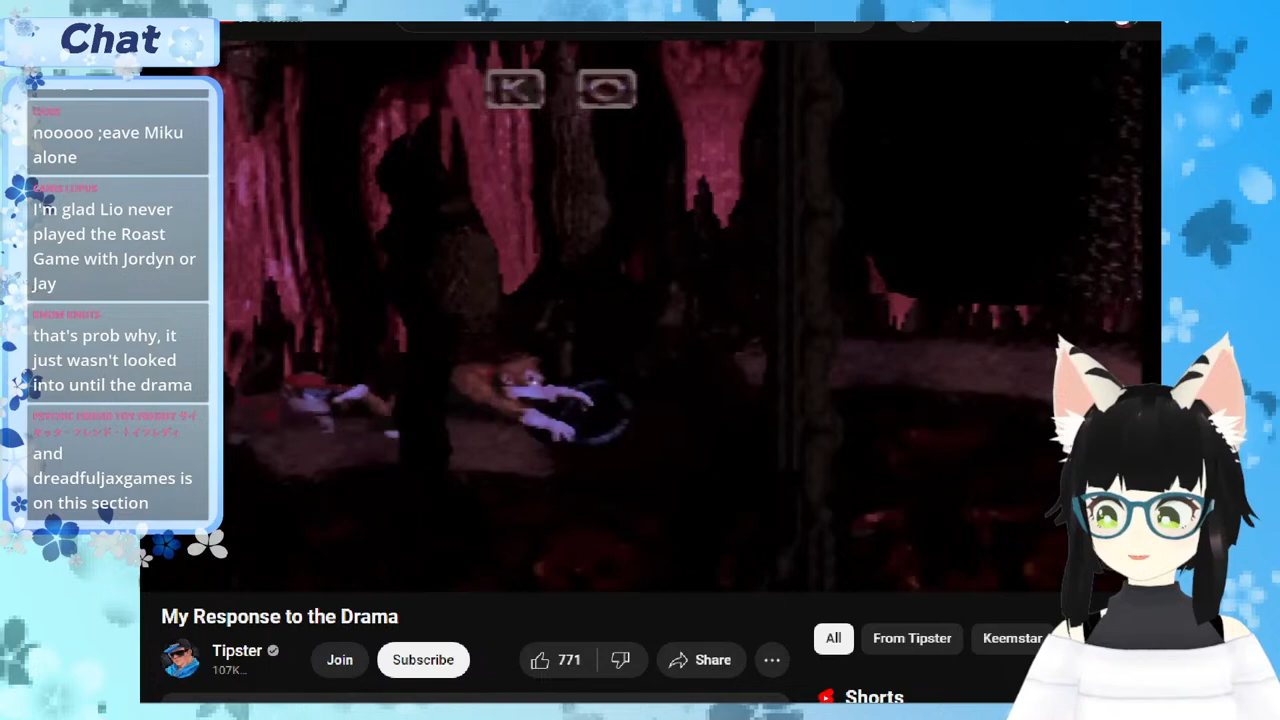 Chat
nooooo ;eave Miku
alone
I'm glad Lio never
played the Roast
Game with Jordyn or
Jay
that's prob why, it
just wasn't looked
into until the drama
and
dreadfuljaxgames is
on this section
K O
My Response to the Drama
Tipster
107K...
Join
Subscribe
771
Share
All
From Tipster
Keemstar
Shorts